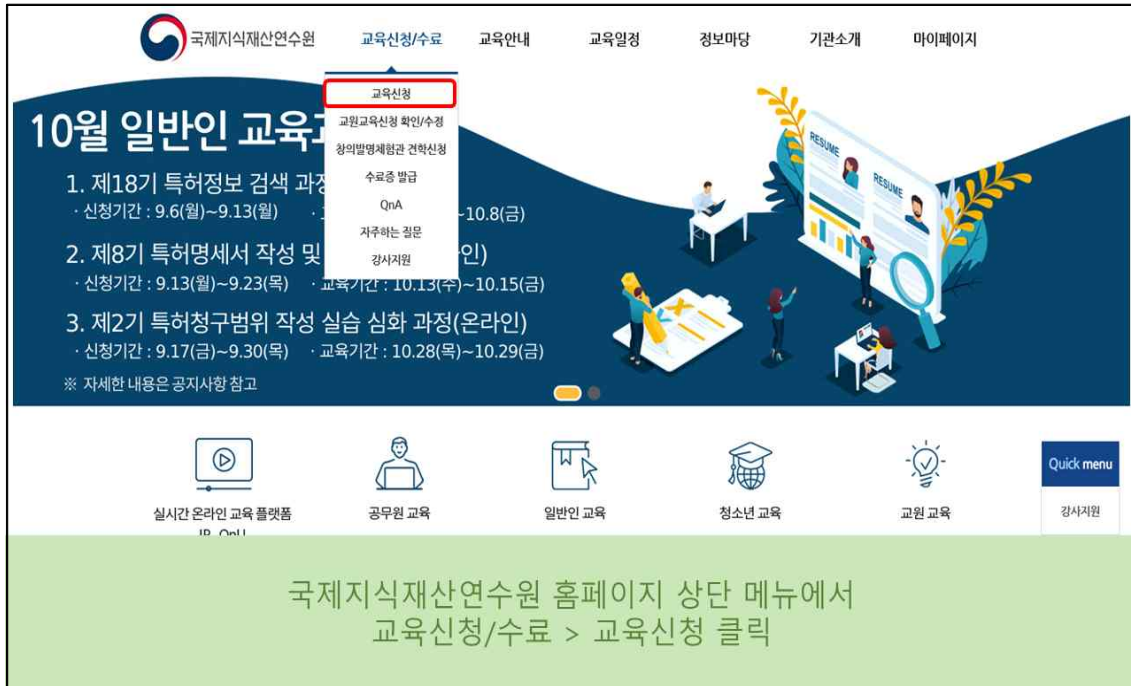 국제지식재산연수원
교육신청/수료
교육안내
교육일정
정보마당
기관소개
마이페이지
교육신청
교원교육신청 확인/수정
창의발명체험관 견학신청
수료증 발급
QnA
자주하는 질문
강사지원
10월 일반인 교육
1. 제18기 특허정보 검색 과정
· 신청기간 : 9.6(월)~9.13(월) ~10.8(금)
2. 제8기 특허명세서 작성 및 인)
· 신청기간 : 9.13(월)~9.23(목) · 교육기간 : 10.13(수)~10.15(금)
3. 제2기 특허청구범위 작성 실습 심화 과정(온라인)
· 신청기간 : 9.17(금)~9.30(목) · 교육기간 : 10.28(목)~10.29(금)
※ 자세한 내용은 공지사항 참고
RESUME
RESUME
실시간 온라인 교육 플랫폼
공무원 교육
일반인 교육
청소년 교육
교원 교육
Quick menu
강사지원
국제지식재산연수원 홈페이지 상단 메뉴에서
교육신청/수료 > 교육신청 클릭